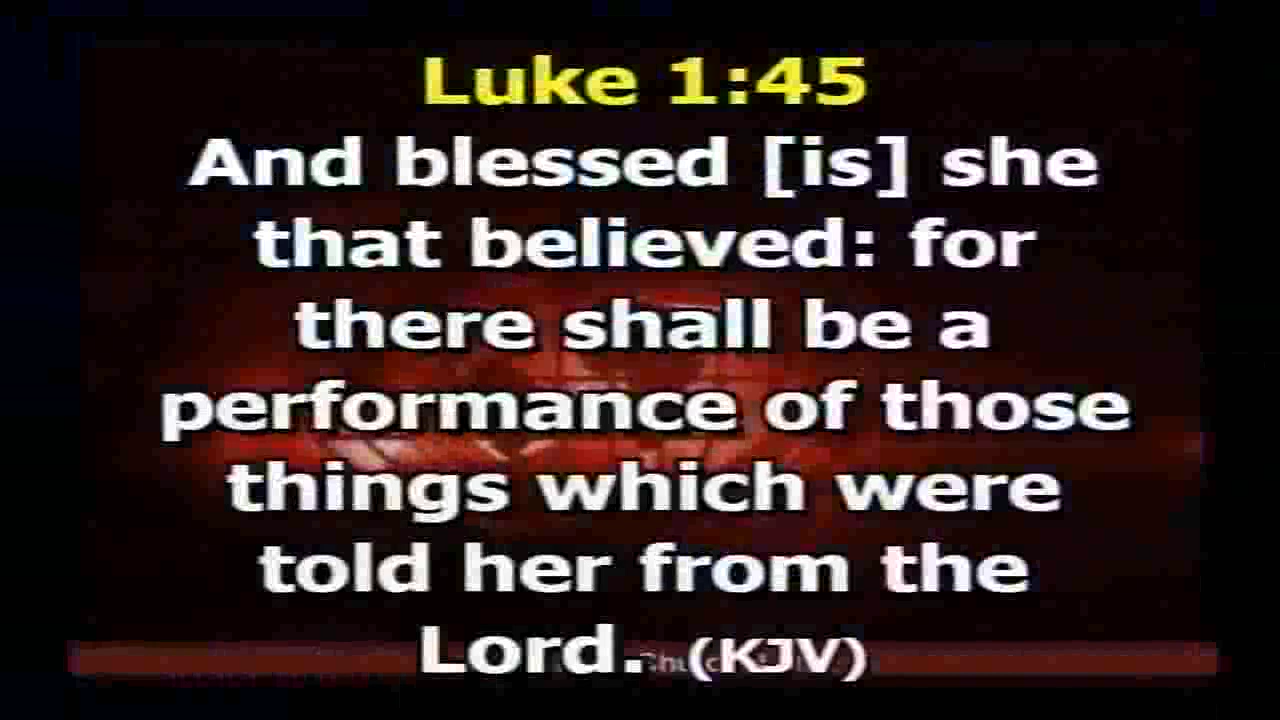 Luke 1:45
And blessed [is] she
that believed: for
there shall be a
performance of those
things which were
told her from the
Lord. (KJV)